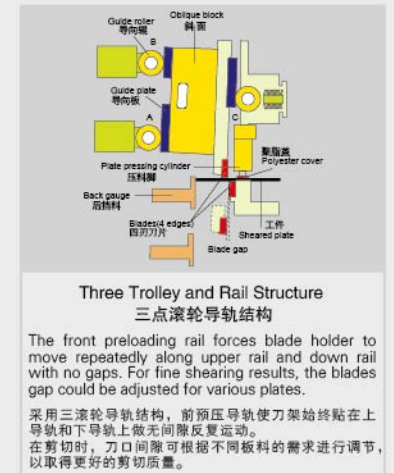 Guide roller
导向辊
Oblique block
斜面
B
Guide plate
导向板
A
C
Plate pressing cylinder
压料脚
聚脂盖
Polyester cover
Back gauge
后挡料
Blades(4 edges)
四刃刀片
工件
Sheared plate
Blade gap
Three Trolley and Rail Structure
三点滚轮导轨结构
The front preloading rail forces blade holder to
move repeatedly along upper rail and down rail
with no gaps. For fine shearing results, the blades
gap could be adjusted for various plates.
采用三滚轮导轨结构，前预压导轨使刀架始终贴在上
导轨和下导轨上做无间隙反复运动。
在剪切时，刀口间隙可根据不同板料的需求进行调节，
以取得更好的剪切质量。